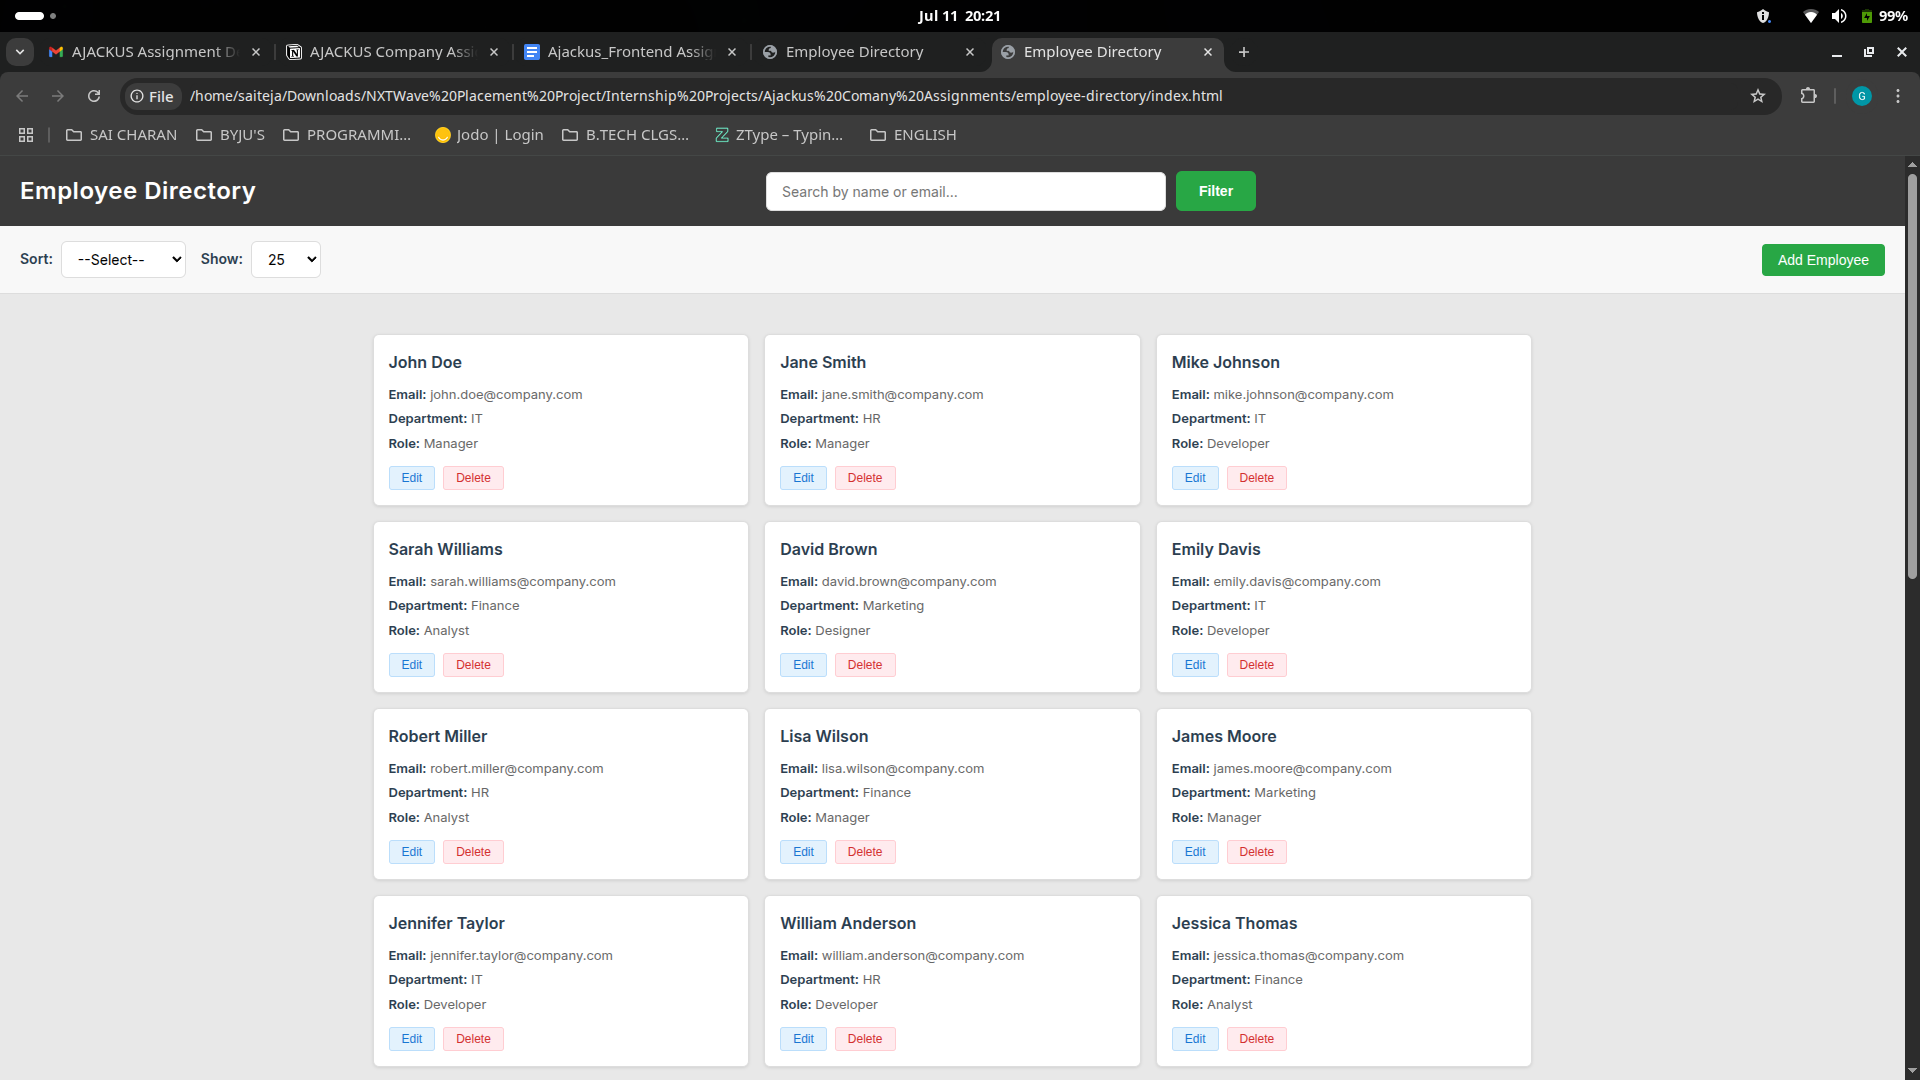 Jul 11 20:21
99%
AJACKUS Assignment D
AJACKUS Company Assi
Ajackus_Frontend Assig
Employee Directory
Employee Directory
File
/home/saiteja/Downloads/NXTWave%20Placement%20Project/Internship%20Projects/Ajackus%20Comany%20Assignments/employee-directory/index.html
G
SAI CHARAN
BYJU'S
PROGRAMMI...
Jodo | Login
B.TECH CLGS...
ZType – Typin...
ENGLISH
Employee Directory
Search by name or email...
Filter
Sort:
--Select--
Show:
25
Add Employee
John Doe
Email: john.doe@company.com
Department: IT
Role: Manager
Edit
Delete
Jane Smith
Email: jane.smith@company.com
Department: HR
Role: Manager
Edit
Delete
Mike Johnson
Email: mike.johnson@company.com
Department: IT
Role: Developer
Edit
Delete
Sarah Williams
Email: sarah.williams@company.com
Department: Finance
Role: Analyst
Edit
Delete
David Brown
Email: david.brown@company.com
Department: Marketing
Role: Designer
Edit
Delete
Emily Davis
Email: emily.davis@company.com
Department: IT
Role: Developer
Edit
Delete
Robert Miller
Email: robert.miller@company.com
Department: HR
Role: Analyst
Edit
Delete
Lisa Wilson
Email: lisa.wilson@company.com
Department: Finance
Role: Manager
Edit
Delete
James Moore
Email: james.moore@company.com
Department: Marketing
Role: Manager
Edit
Delete
Jennifer Taylor
Email: jennifer.taylor@company.com
Department: IT
Role: Developer
Edit
Delete
William Anderson
Email: william.anderson@company.com
Department: HR
Role: Developer
Edit
Delete
Jessica Thomas
Email: jessica.thomas@company.com
Department: Finance
Role: Analyst
Edit
Delete